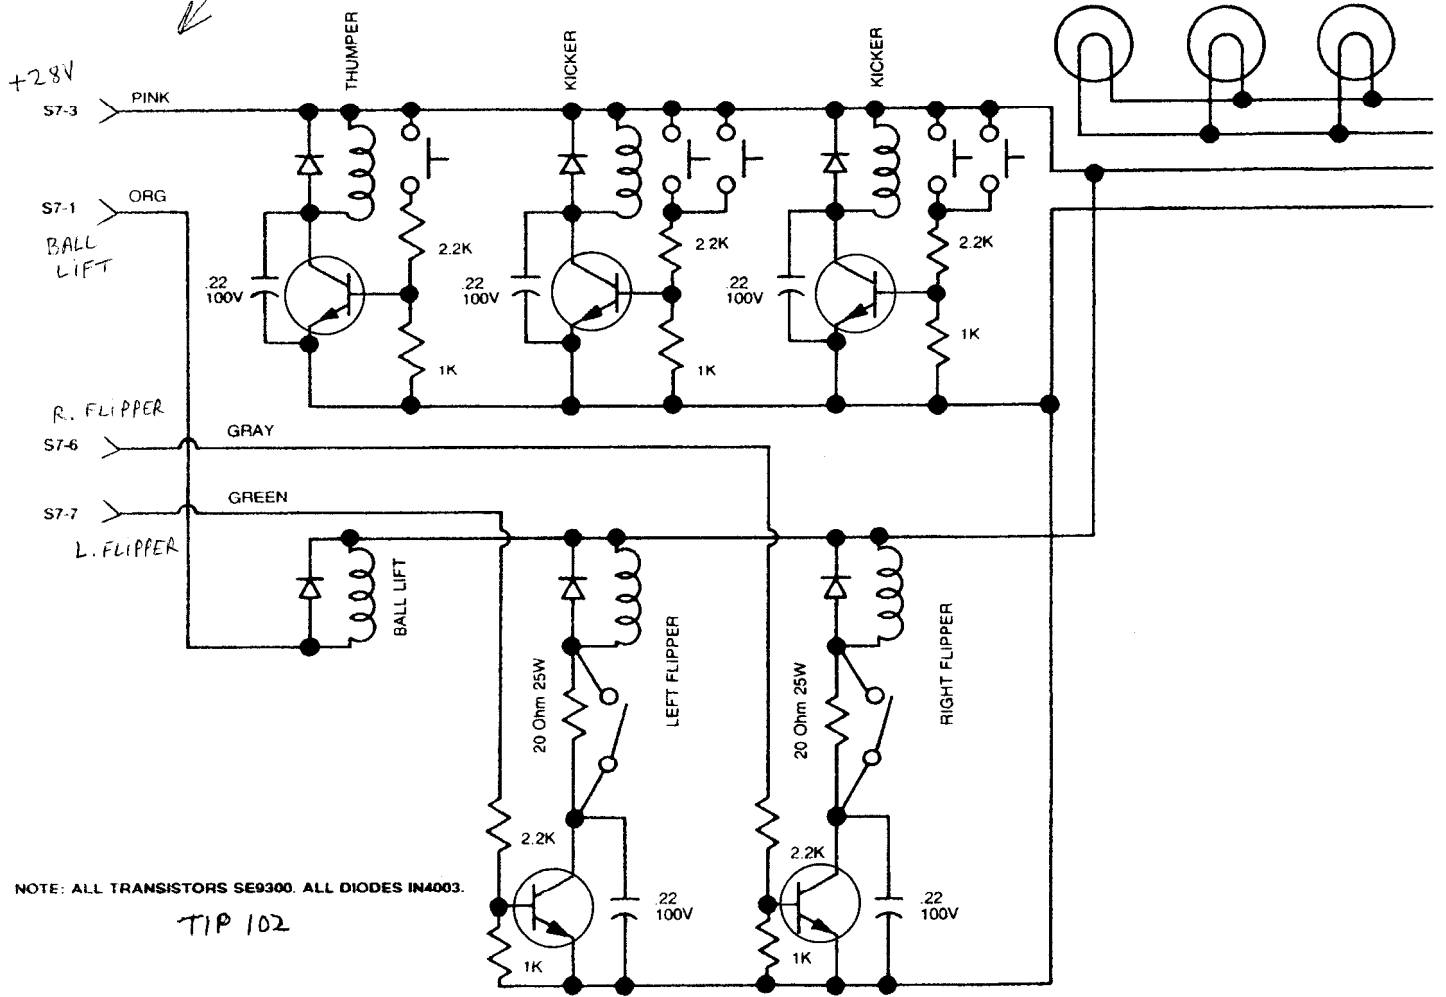 THUMPER
KICKER
KICKER
+28V
S7-3
PINK
S7-1
ORG
BALL
LIFT
.22
100V
2.2K
1K
.22
100V
2.2K
1K
.22
100V
2.2K
1K
R. FLIPPER
S7-6
GRAY
S7-7
GREEN
L. FLIPPER
BALL LIFT
20 Ohm 25W
LEFT FLIPPER
20 Ohm 25W
RIGHT FLIPPER
2.2K
1K
.22
100V
2.2K
1K
.22
100V
NOTE: ALL TRANSISTORS SE9300. ALL DIODES IN4003.
TIP 102